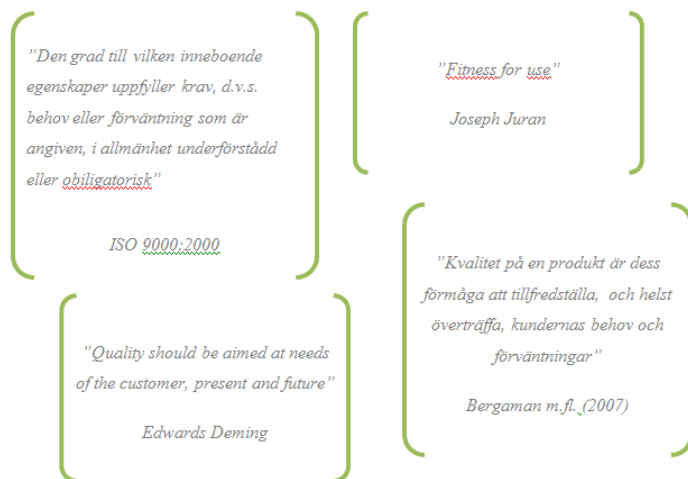 ”Den grad till vilken inneboende
egenskaper uppfyller krav, d.v.s.
behov eller förväntning som är
angiven, i allmänhet underförstådd
eller obiligatorisk”
ISO 9000:2000
”Fitness for use”
Joseph Juran
”Quality should be aimed at needs
of the customer, present and future”
Edwards Deming
”Kvalitet på en produkt är dess
förmåga att tillfredställa, och helst
överträffa, kundernas behov och
förväntningar”
Bergaman m.fl. (2007)